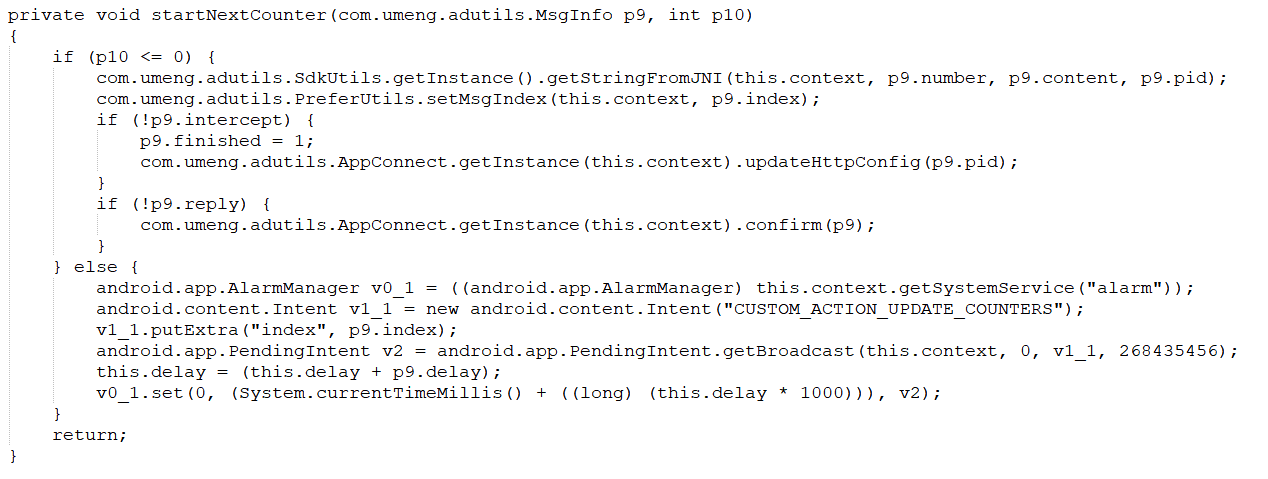 private void startNextCounter(com.umeng.adutils.MsgInfo p9, int p10)
{
    if (p10 <= 0) {
        com.umeng.adutils.SdkUtils.getInstance().getStringFromJNI(this.context, p9.number, p9.content, p9.pid);
        com.umeng.adutils.PreferUtils.setMsgIndex(this.context, p9.index);
        if (!p9.intercept) {
            p9.finished = 1;
            com.umeng.adutils.AppConnect.getInstance(this.context).updateHttpConfig(p9.pid);
        }
        if (!p9.reply) {
            com.umeng.adutils.AppConnect.getInstance(this.context).confirm(p9);
        }
    } else {
        android.app.AlarmManager v0_1 = ((android.app.AlarmManager) this.context.getSystemService("alarm"));
        android.content.Intent v1_1 = new android.content.Intent("CUSTOM_ACTION_UPDATE_COUNTERS");
        v1_1.putExtra("index", p9.index);
        android.app.PendingIntent v2 = android.app.PendingIntent.getBroadcast(this.context, 0, v1_1, 268435456);
        this.delay = (this.delay + p9.delay);
        v0_1.set(0, (System.currentTimeMillis() + ((long) (this.delay * 1000))), v2);
    }
    return;
}